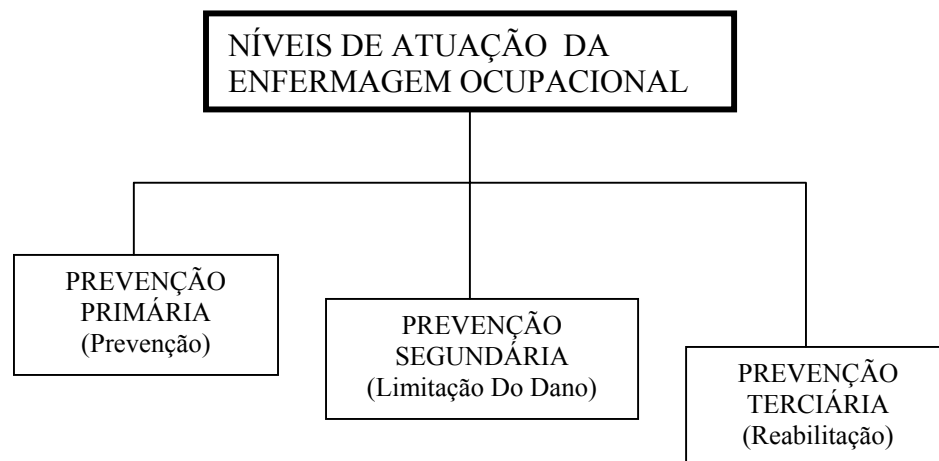 NÍVEIS DE ATUAÇÃO DA
ENFERMAGEM OCUPACIONAL
PREVENÇÃO
PRIMÁRIA
(Prevenção)
PREVENÇÃO
SEGUNDÁRIA
(Limitação Do Dano)
PREVENÇÃO
TERCIÁRIA
(Reabilitação)